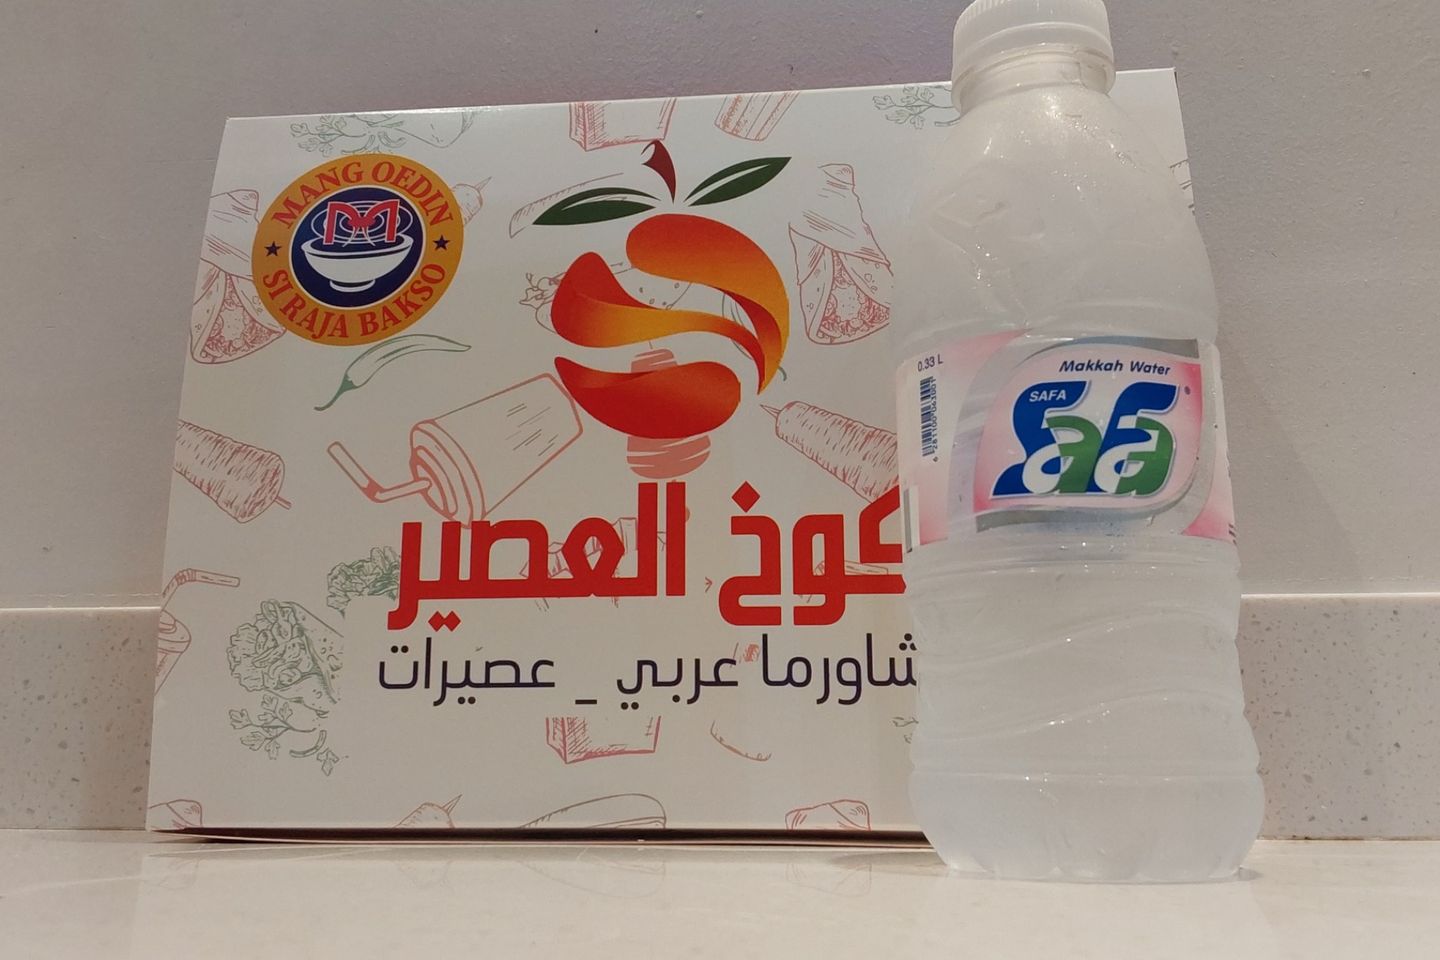 MANG OEDIN
SI RAJA BAKSO
كوخ العصير
شاورما عربي _ عصيرات
0.33 L
Makkah Water
SAFA
Safa